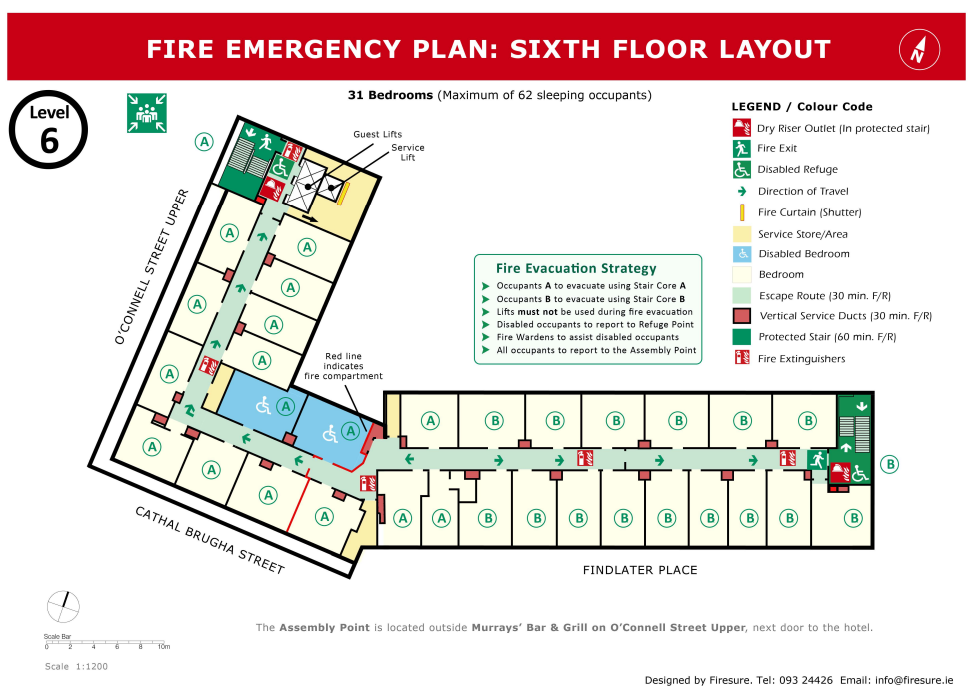 FIRE EMERGENCY PLAN: SIXTH FLOOR LAYOUT
N
Level
6
31 Bedrooms (Maximum of 62 sleeping occupants)
LEGEND / Colour Code
Dry Riser Outlet (In protected stair)
Fire Exit
Disabled Refuge
Direction of Travel
Fire Curtain (Shutter)
Service Store/Area
Disabled Bedroom
Bedroom
Escape Route (30 min. F/R)
Vertical Service Ducts (30 min. F/R)
Protected Stair (60 min. F/R)
Fire Extinguishers
Guest Lifts
Service
Lift
A
A
A
A
A
A
A
A
A
O'CONNELL STREET UPPER
Fire Evacuation Strategy
Occupants A to evacuate using Stair Core A
Occupants B to evacuate using Stair Core B
Lifts must not be used during fire evacuation
Disabled occupants to report to Refuge Point
Fire Wardens to assist disabled occupants
All occupants to report to the Assembly Point
Red line
indicates
fire compartment
A
A
A
B
B
B
B
B
B
A
A
A
A
A
B
B
B
B
B
B
B
B
B
CATHAL BRUGHA STREET
FINDLATER PLACE
Scale Bar
0 2 4 6 8 10m
Scale 1:1200
The Assembly Point is located outside Murrays' Bar & Grill on O'Connell Street Upper, next door to the hotel.
Designed by Firesure. Tel: 093 24426 Email: info@firesure.ie